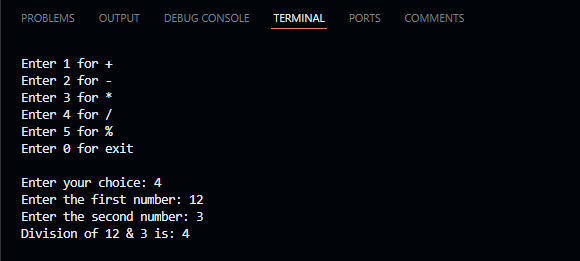 PROBLEMS OUTPUT DEBUG CONSOLE TERMINAL PORTS COMMENTS
Enter 1 for +
Enter 2 for -
Enter 3 for *
Enter 4 for /
Enter 5 for %
Enter 0 for exit
Enter your choice: 4
Enter the first number: 12
Enter the second number: 3
Division of 12 & 3 is: 4